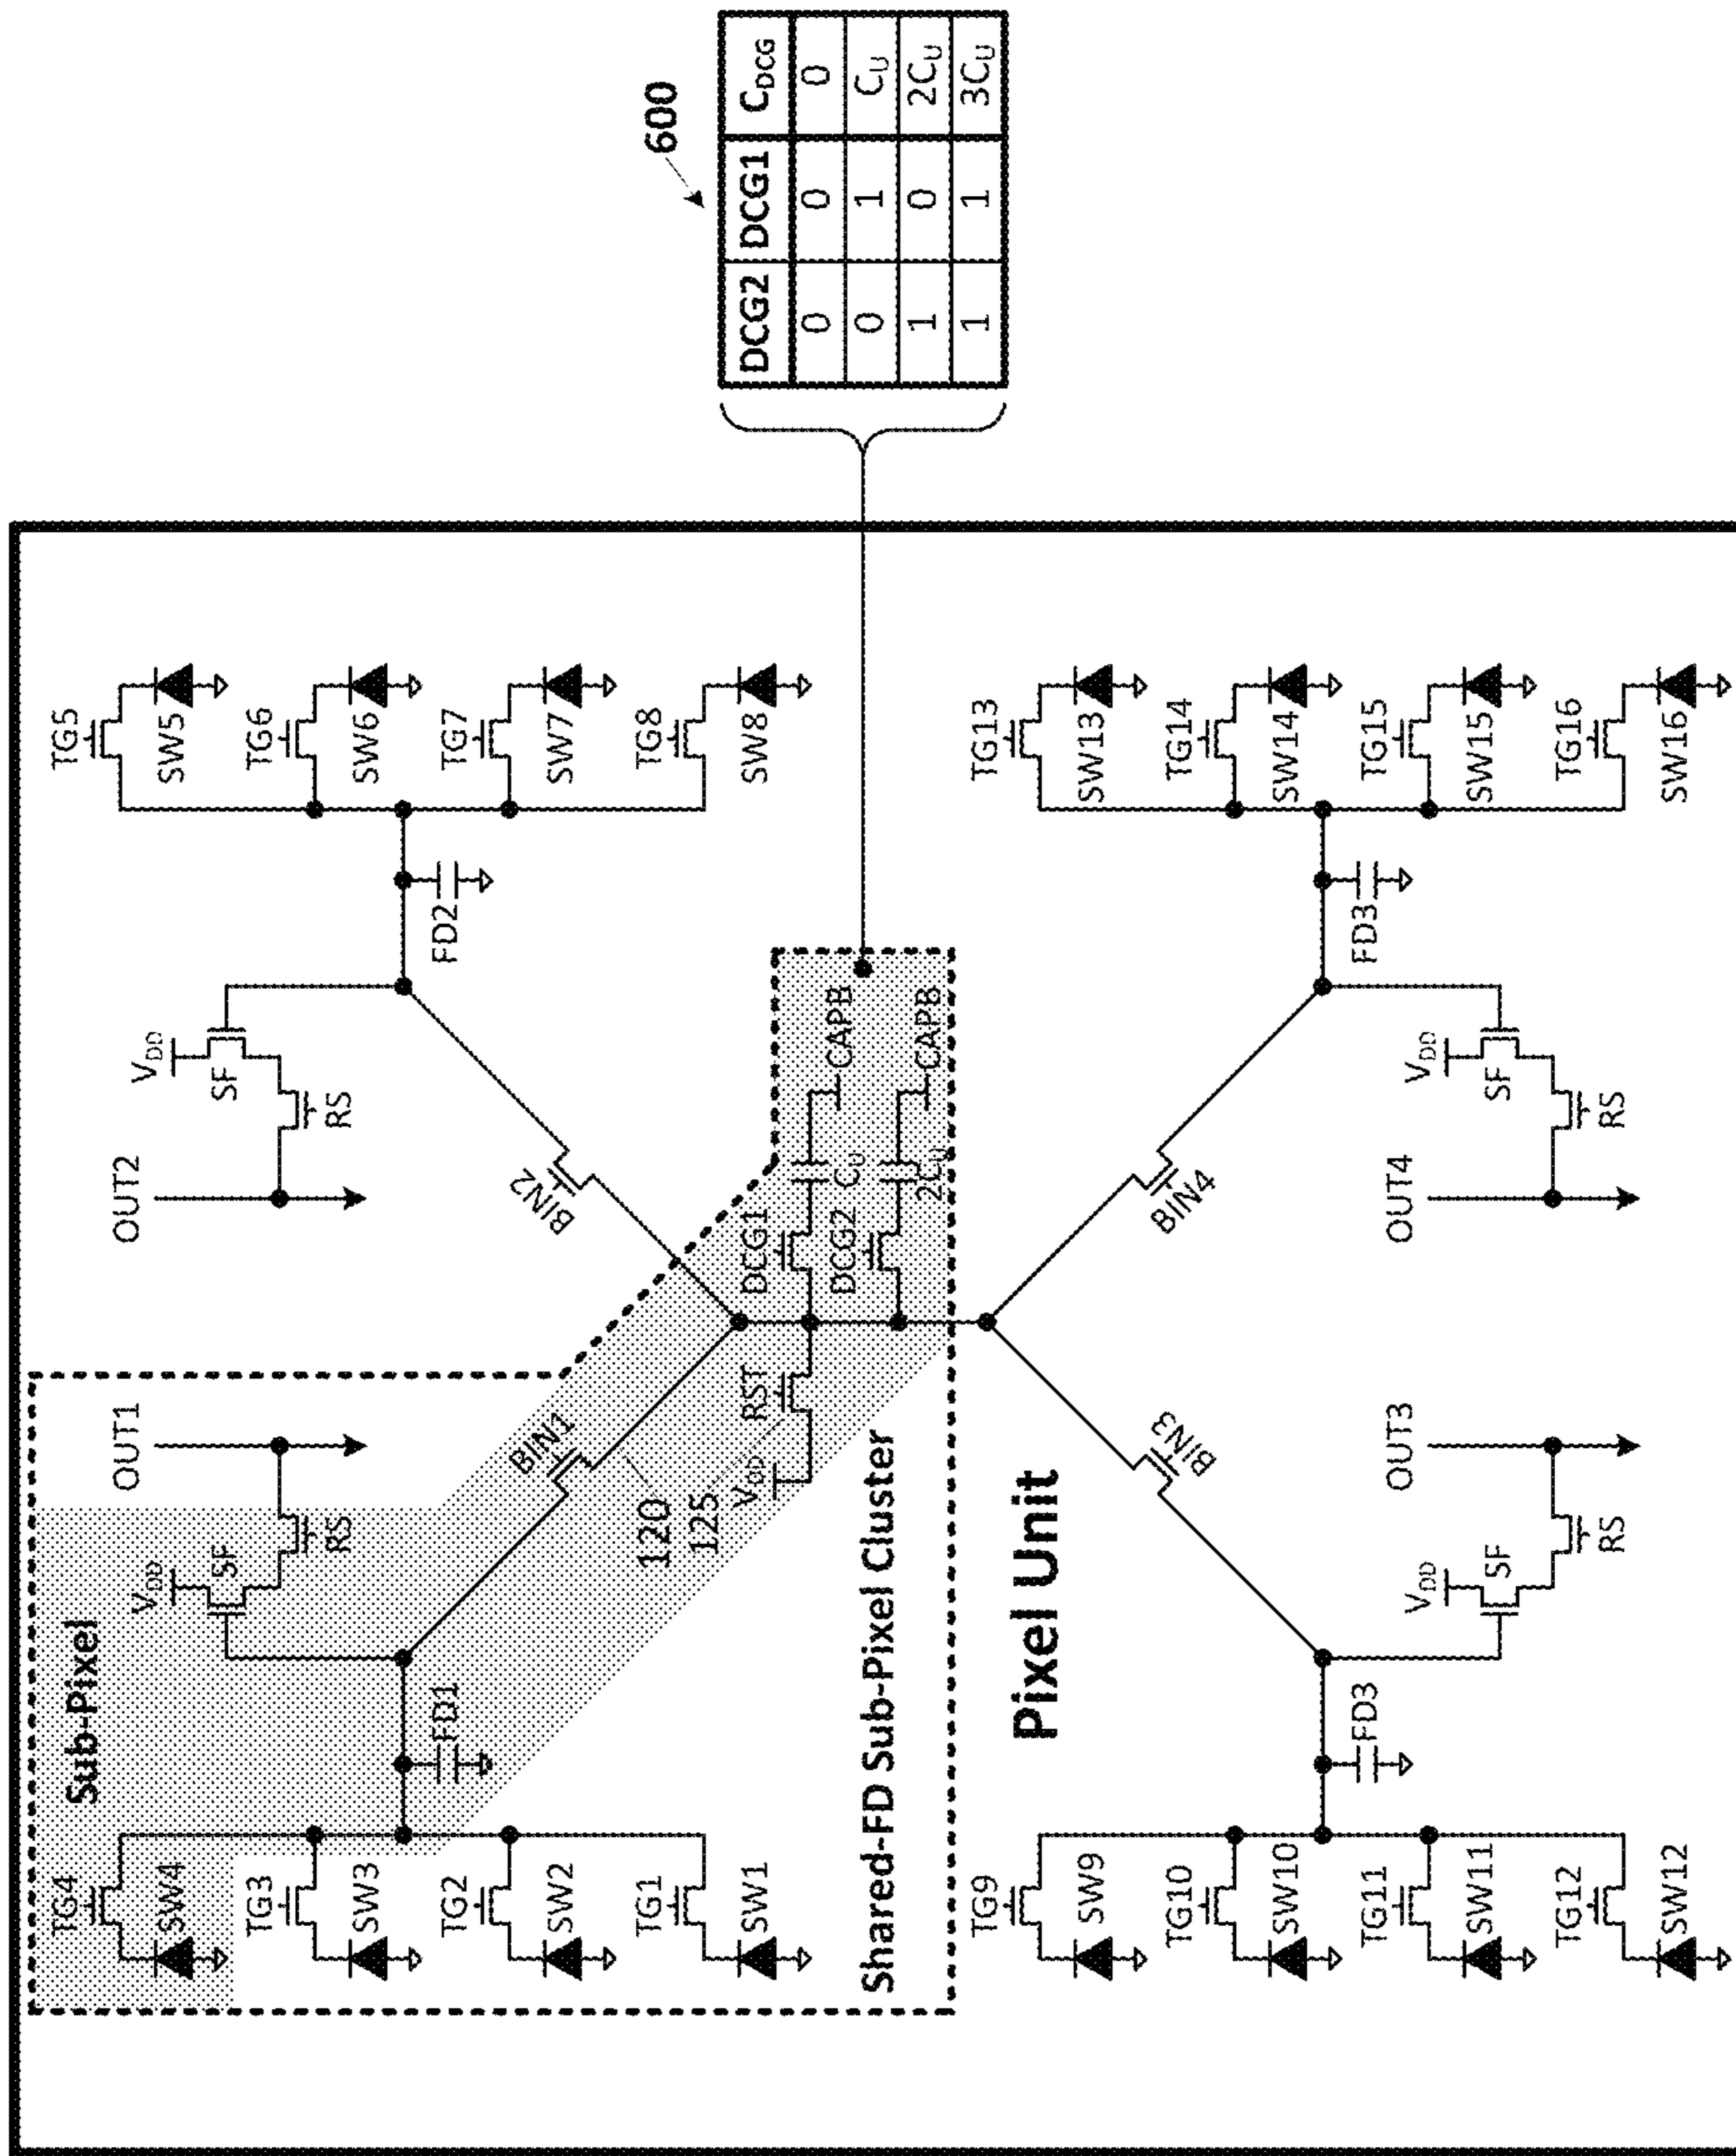 TG4
Sub-Pixel
TG5
OUT1
OUT2
V_DD
V_DD
SW4
SW5
SF
SF
TG3
TG6
RS
RS
SW3
SW6
FD1
FD2
TG2
TG7
BIN1
BIN2
SW2
SW7
TG1
120
TG8
600
125
SW1
V_DD RST DCG1 C_U CAPB
SW8
DCG2 2C_U CAPB
DCG2 DCG1 C_DCG
0 0 0
0 1 C_U
1 0 2C_U
1 1 3C_U
Shared-FD Sub-Pixel Cluster
TG9
TG13
Pixel Unit
SW9
SW13
TG10
BIN3
BIN4
TG14
SW10
SW14
FD3
FD3
TG11
TG15
OUT3
OUT4
V_DD
V_DD
SW11
SW15
SF
SF
TG12
TG16
RS
RS
SW12
SW16